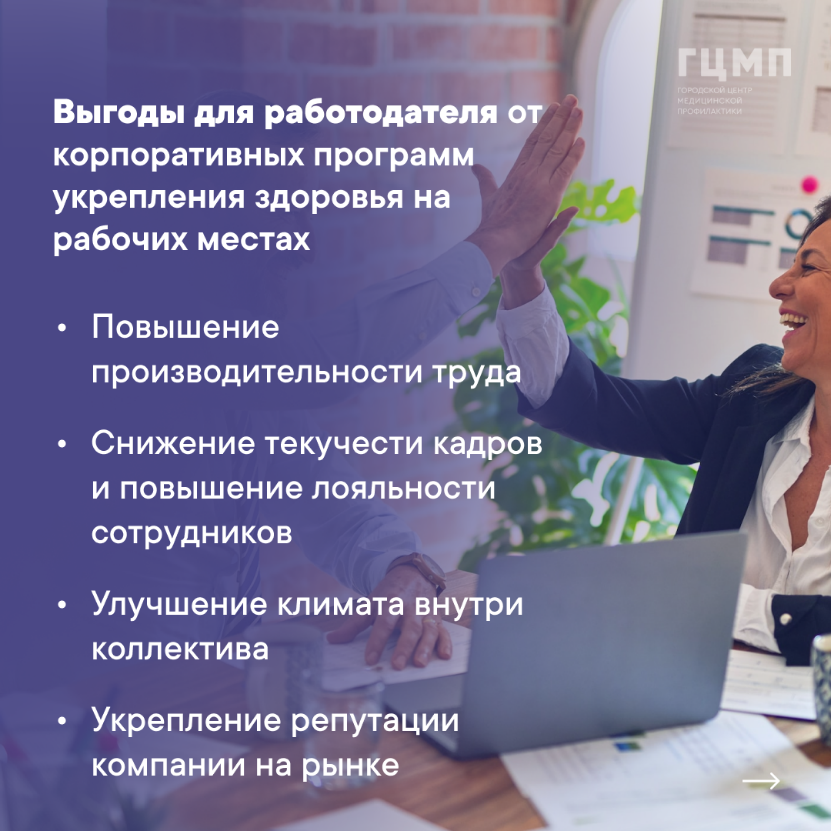 ГЦМП
ГОРОДСКОЙ ЦЕНТР
МЕДИЦИНСКОЙ
ПРОФИЛАКТИКИ
Выгоды для работодателя от
корпоративных программ
укрепления здоровья на
рабочих местах
• Повышение
производительности труда
• Снижение текучести кадров
и повышение лояльности
сотрудников
• Улучшение климата внутри
коллектива
• Укрепление репутации
компании на рынке